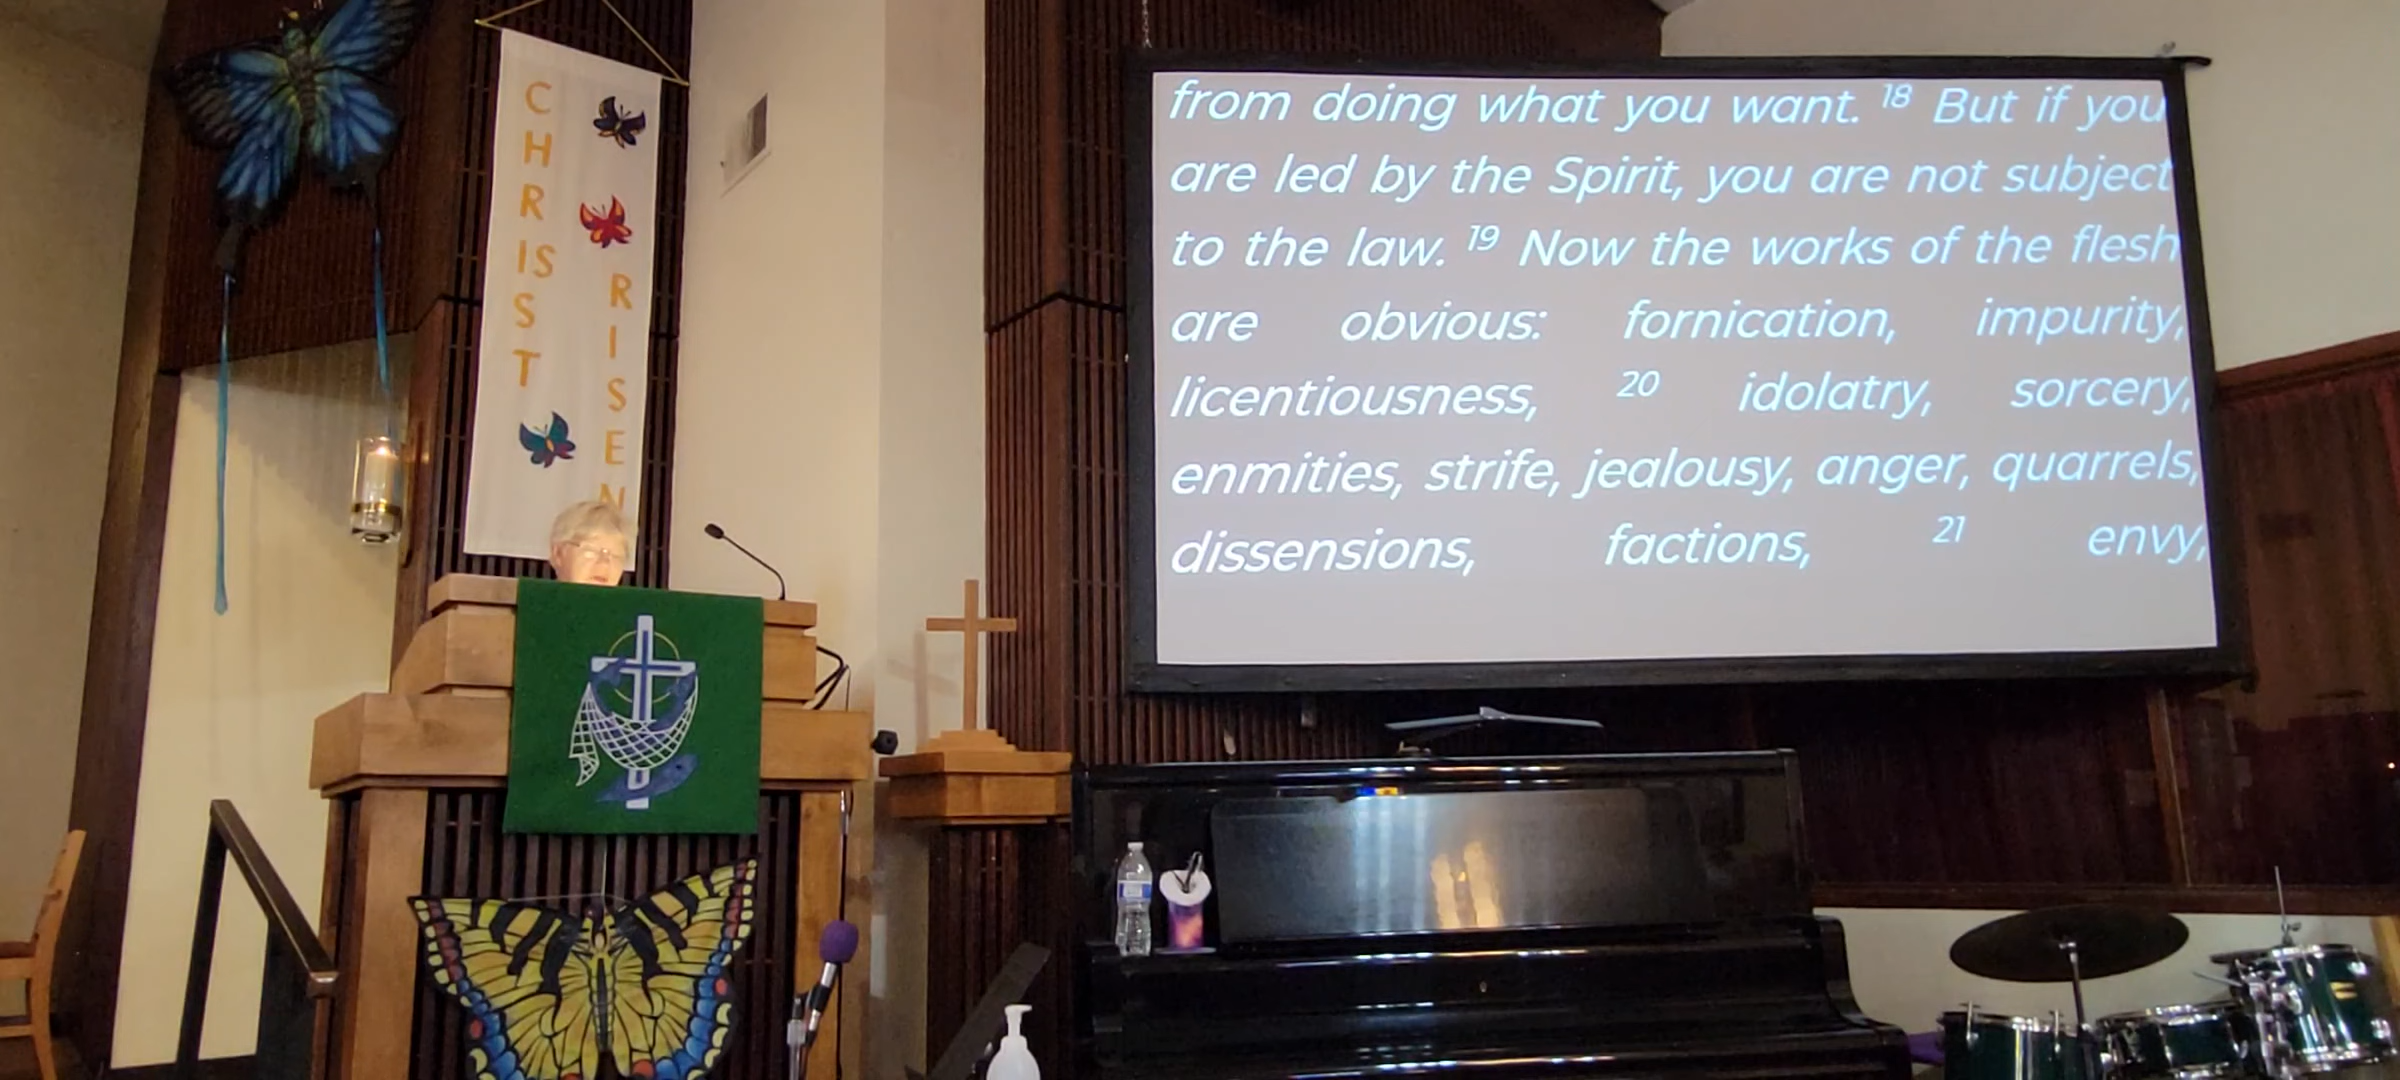 CHRIST
RISEN
from doing what you want. 18 But if you
are led by the Spirit, you are not subject
to the law. 19 Now the works of the flesh
are obvious: fornication, impurity,
licentiousness, 20 idolatry, sorcery,
enmities, strife, jealousy, anger, quarrels,
dissensions, factions, 21 envy,